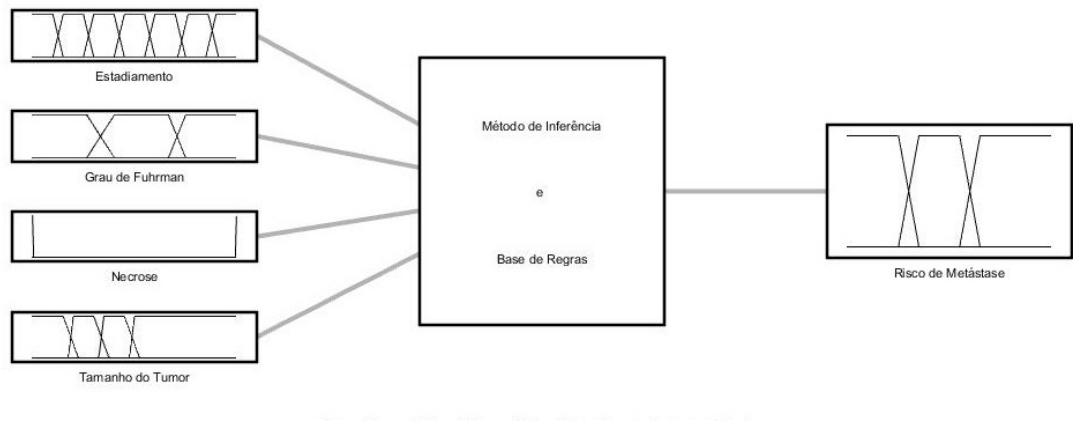 Estadiamento
Grau de Fuhrman
Necrose
Tamanho do Tumor
Método de Inferência
e
Base de Regras
Risco de Metástase